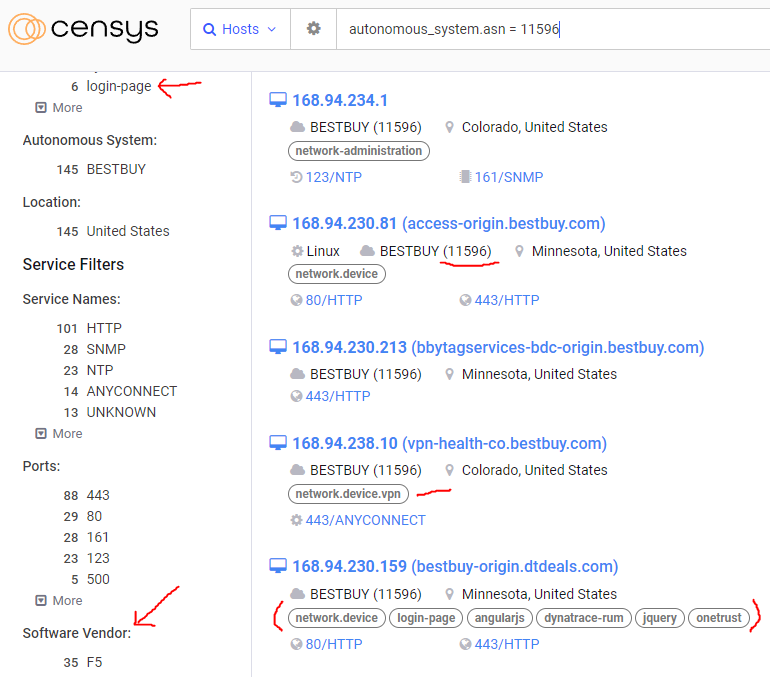 censys
Hosts
autonomous_system.asn = 11596
6 login-page
More
Autonomous System:
145 BESTBUY
Location:
145 United States
Service Filters
Service Names:
101 HTTP
28 SNMP
23 NTP
14 ANYCONNECT
13 UNKNOWN
More
Ports:
88 443
29 80
28 161
23 123
5 500
More
Software Vendor:
35 F5
168.94.234.1
BESTBUY (11596) Colorado, United States
network-administration
123/NTP 161/SNMP
168.94.230.81 (access-origin.bestbuy.com)
Linux BESTBUY (11596) Minnesota, United States
network.device
80/HTTP 443/HTTP
168.94.230.213 (bbytagservices-bdc-origin.bestbuy.com)
BESTBUY (11596) Minnesota, United States
443/HTTP
168.94.238.10 (vpn-health-co.bestbuy.com)
BESTBUY (11596) Colorado, United States
network.device.vpn
443/ANYCONNECT
168.94.230.159 (bestbuy-origin.dtdeals.com)
BESTBUY (11596) Minnesota, United States
network.device login-page angularjs dynatrace-rum jquery onetrust
80/HTTP 443/HTTP